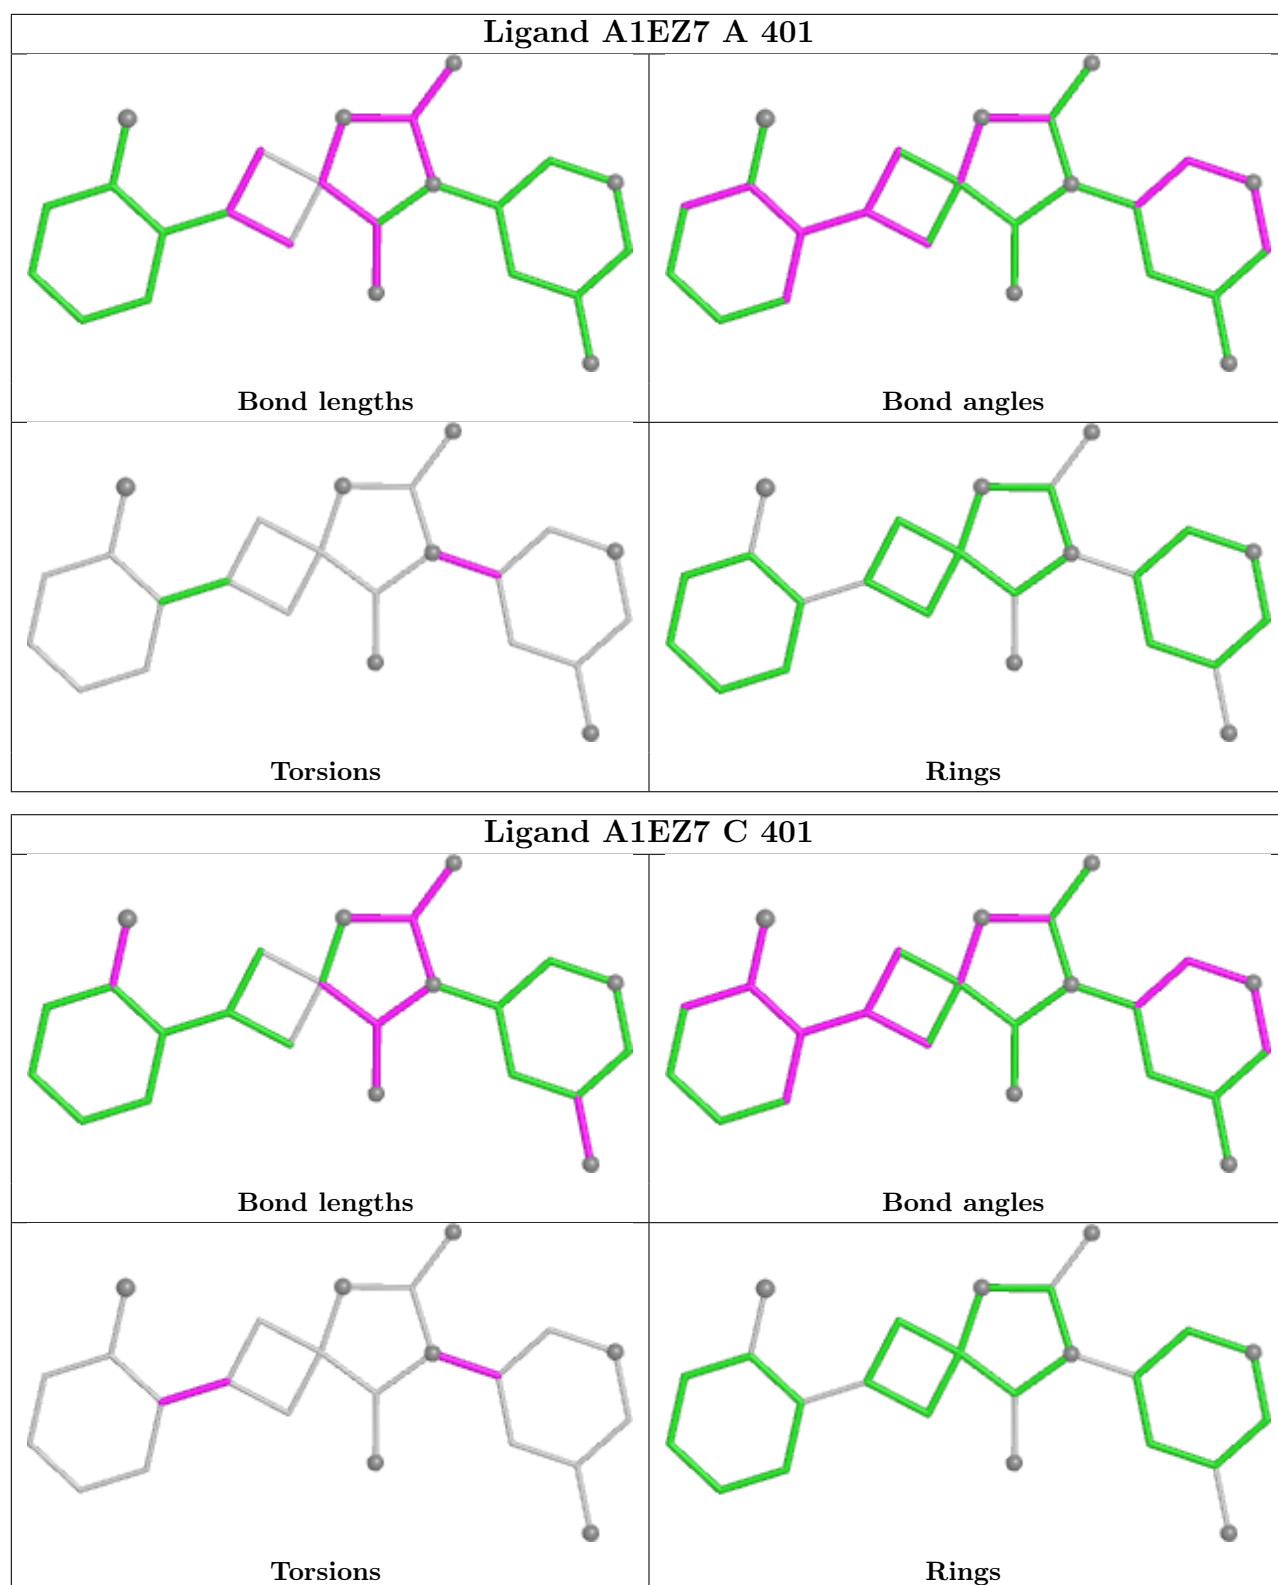 Ligand A1EZ7 A 401
Bond lengths
Bond angles
Torsions
Rings
Ligand A1EZ7 C 401
Bond lengths
Bond angles
Torsions
Rings